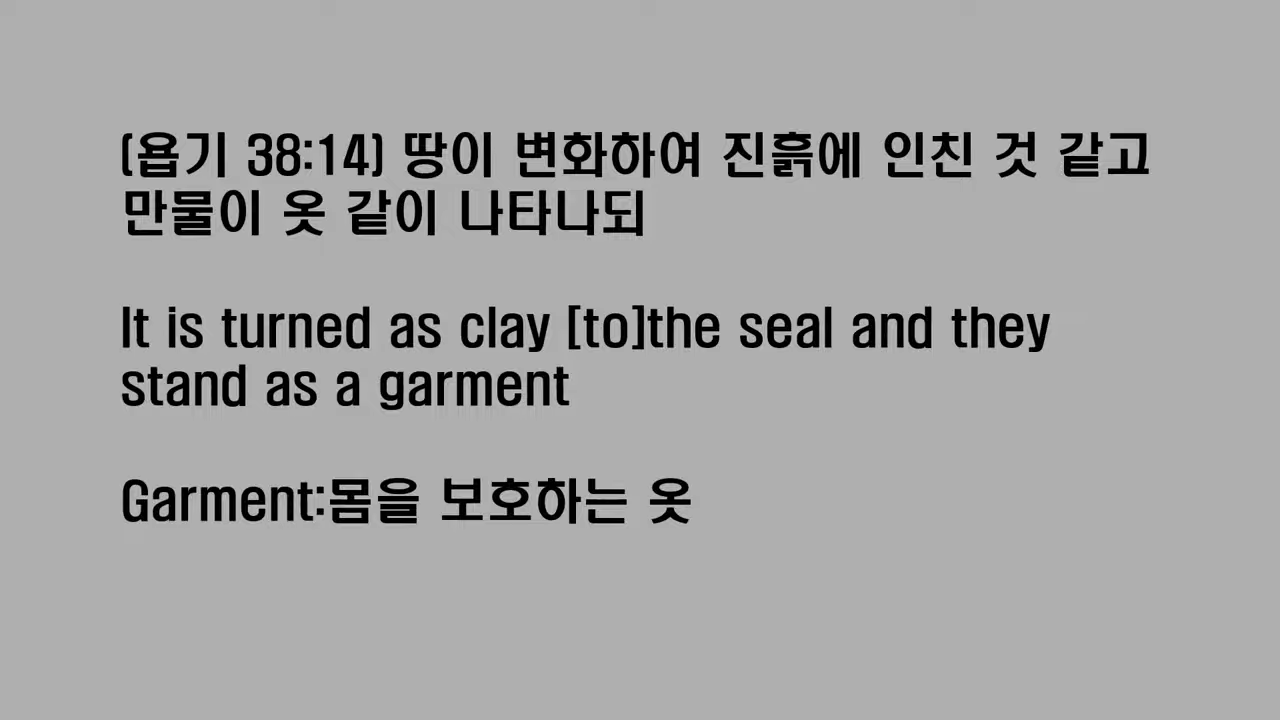 (욥기 38:14) 땅이 변화하여 진흙에 인친 것 같고
만물이 옷 같이 나타나되
It is turned as clay [to]the seal and they
stand as a garment
Garment:몸을 보호하는 옷